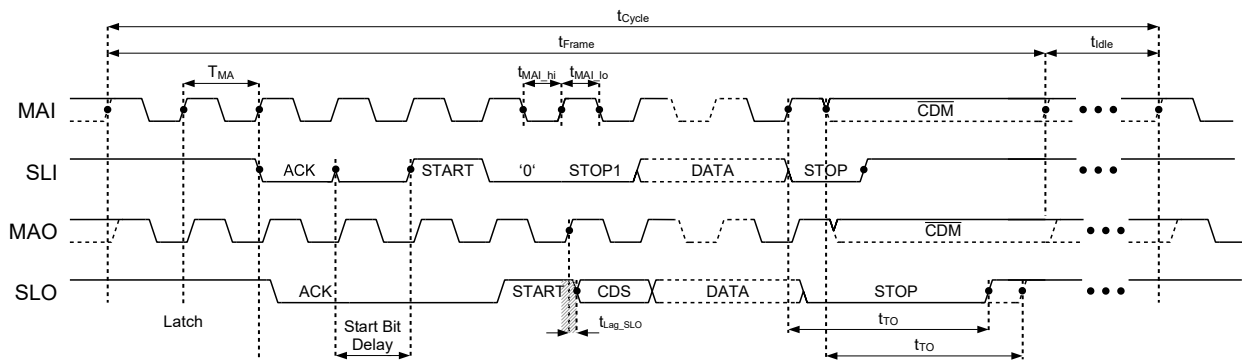 tCycle
tFrame
tIdle
TMA
tMAI_hi
tMAI_lo
MAI
CDM
SLI
ACK
START
'0'
STOP1
DATA
STOP
MAO
CDM
SLO
ACK
START
CDS
DATA
STOP
Latch
Start Bit
Delay
tLag_SLO
tTO
tTO